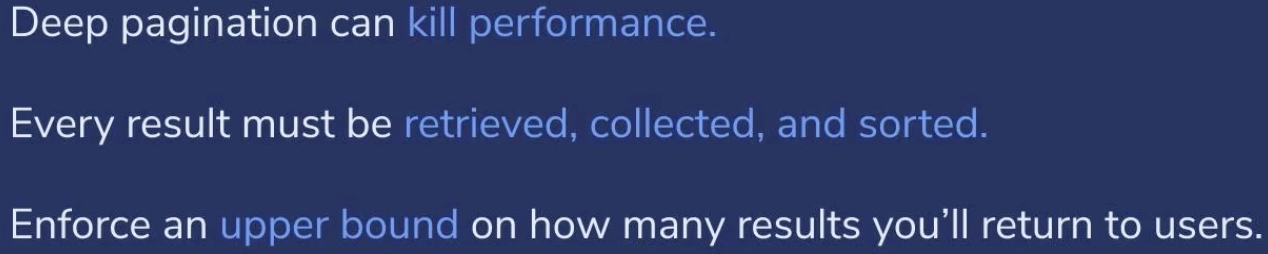 Deep pagination can kill performance.
Every result must be retrieved, collected, and sorted.
Enforce an upper bound on how many results you’ll return to users.